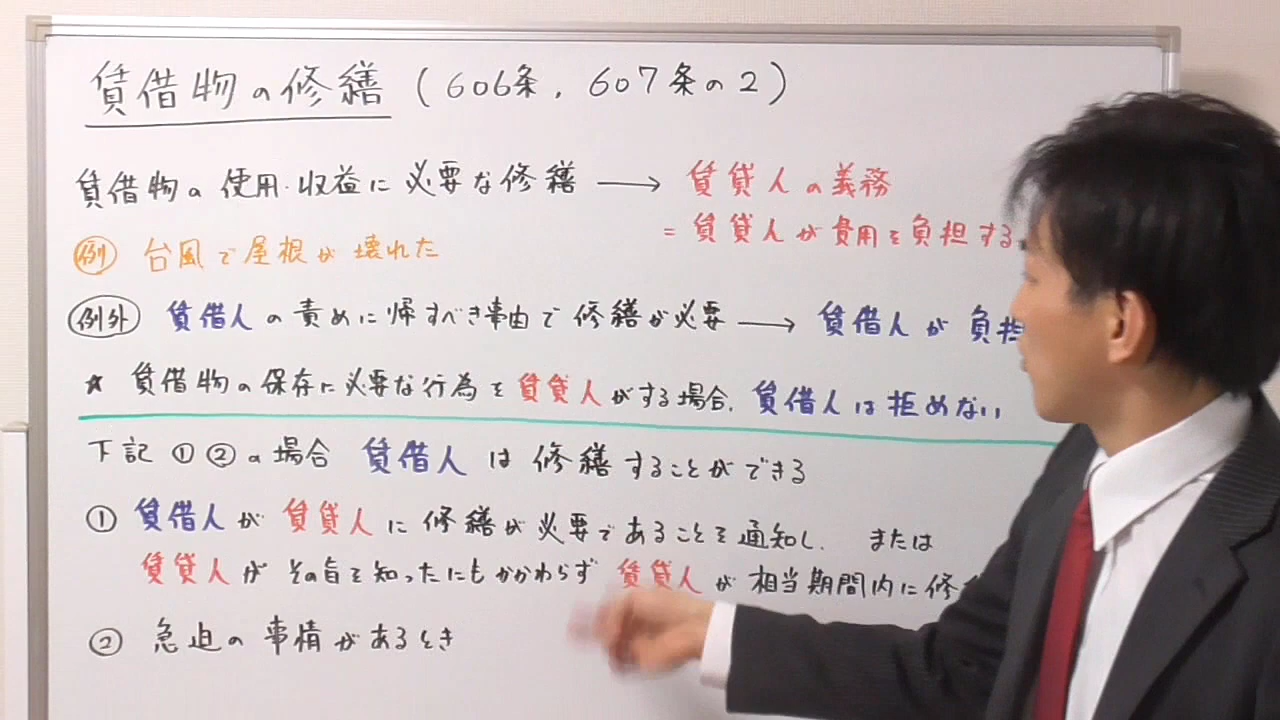 賃借物の修繕(606条,607条の2)
賃借物の使用・収益に必要な修繕→賃貸人の義務
=賃貸人が費用を負担する
例 台風で屋根が壊れた
例外 賃借人の責めに帰すべき事由で修繕が必要→賃借人が負担
★賃借物の保存に必要な行為を賃貸人がする場合,賃借人は拒めない
下記①②の場合 賃借人は修繕することができる
①賃借人が賃貸人に修繕が必要であることを通知し、または
賃貸人がその旨を知ったにもかかわらず賃貸人が相当期間内に修
②急迫の事情があるとき